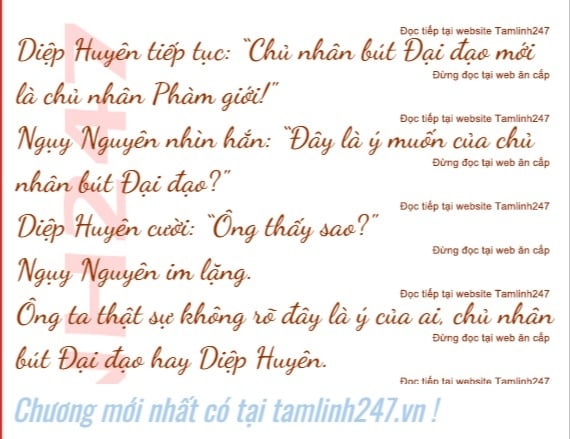 Đọc tiếp tại website Tamlinh247
Diệp Huyên tiếp tục: “Chủ nhân bút Đại đạo mới
Đừng đọc tại web ăn cắp
là chủ nhân Phàm giới!”
Đọc tiếp tại website Tamlinh247
Ngụy Nguyên nhìn hắn: “Đây là ý muốn của chủ
Đừng đọc tại web ăn cắp
nhân bút Đại đạo?”
Đọc tiếp tại website Tamlinh247
Diệp Huyên cười: “Ông thấy sao?”
Đừng đọc tại web ăn cắp
Ngụy Nguyên im lặng.
Đọc tiếp tại website Tamlinh247
Ông ta thật sự không rõ đây là ý của ai, chủ nhân
Đừng đọc tại web ăn cắp
bút Đại đạo hay Diệp Huyên.
Đọc tiếp tại website Tamlinh247
NH247
Chương mới nhất có tại tamlinh247.vn !